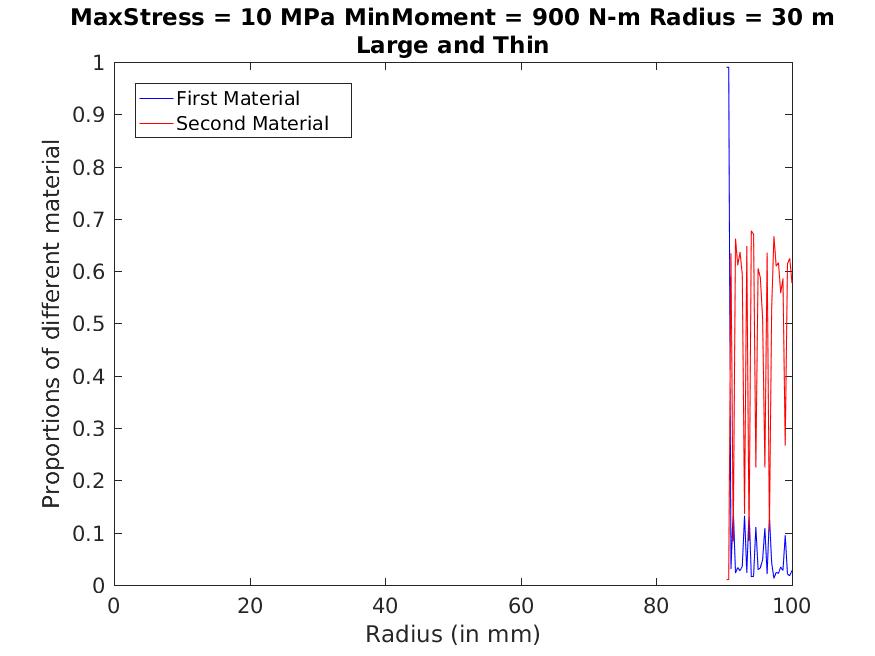 MaxStress = 10 MPa MinMoment = 900 N-m Radius = 30 m
Large and Thin
1
0.9
0.8
0.7
0.6
0.5
0.4
0.3
0.2
0.1
0
First Material
Second Material
Proportions of different material
0
20
40
60
80
100
Radius (in mm)